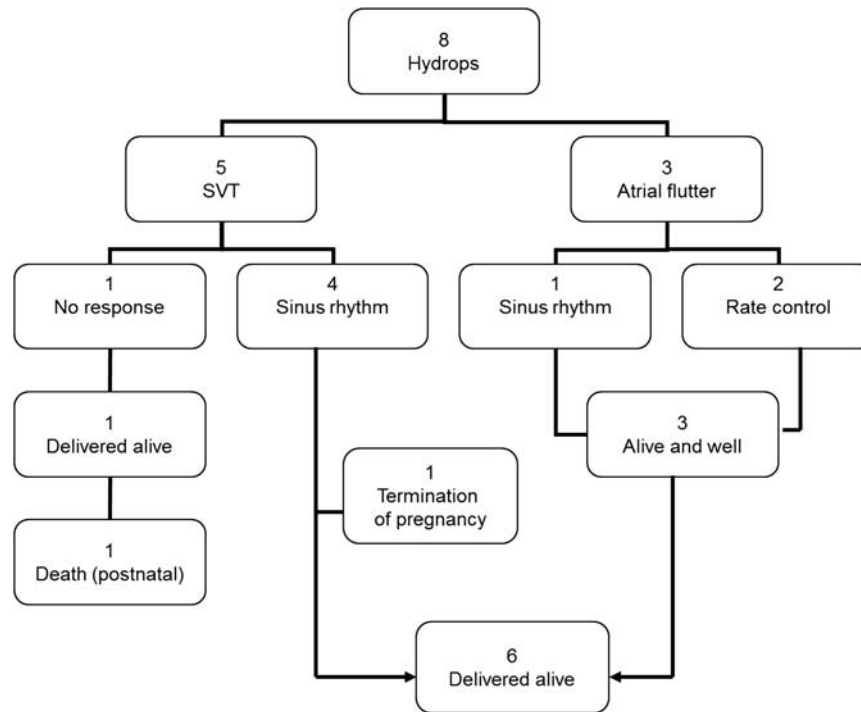 8
Hydrops
5
SVT
3
Atrial flutter
1
No response
4
Sinus rhythm
1
Sinus rhythm
2
Rate control
1
Delivered alive
3
Alive and well
1
Termination
of pregnancy
1
Death (postnatal)
6
Delivered alive